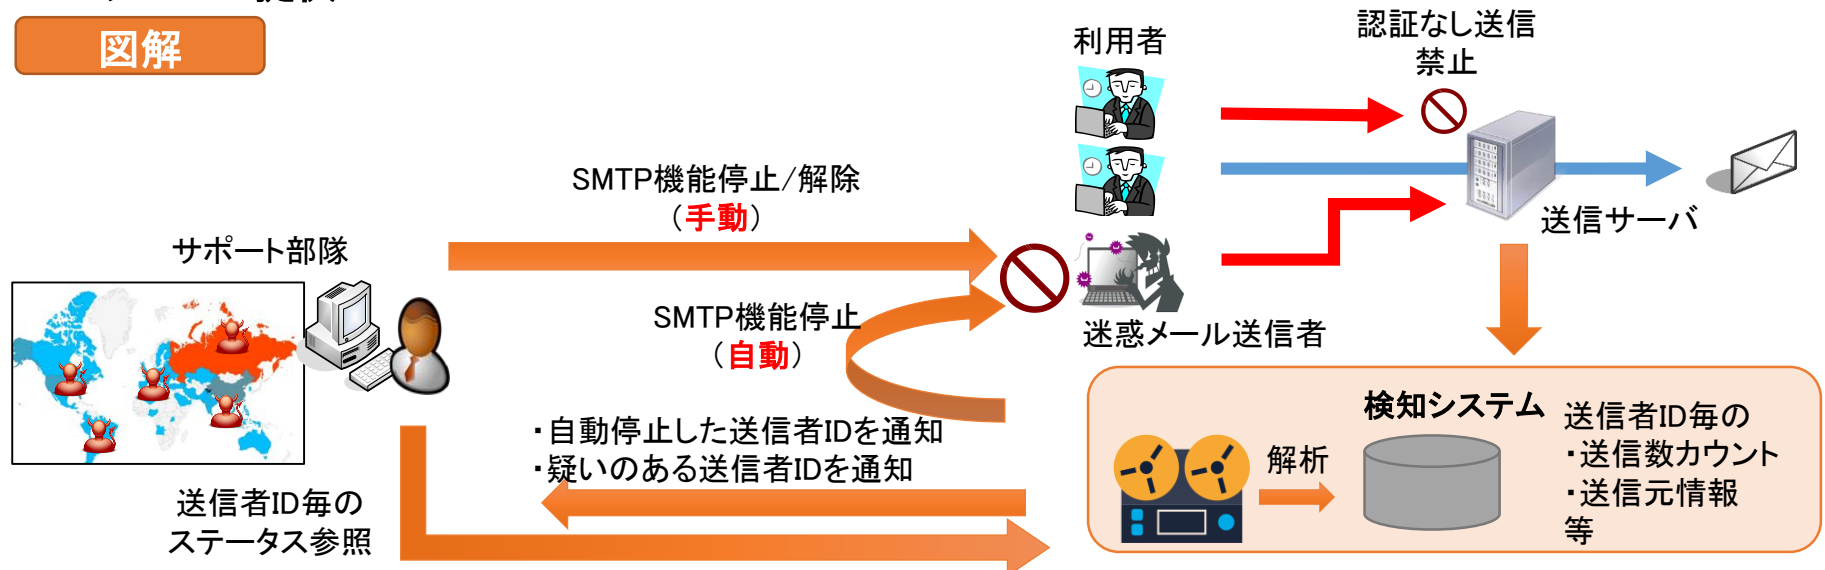 図解
利用者
認証なし送信
禁止
SMTP機能停止/解除
（手動）
送信サーバ
サポート部隊
SMTP機能停止
（自動）
迷惑メール送信者
・自動停止した送信者IDを通知
・疑いのある送信者IDを通知
検知システム
送信者ID毎の
・送信数カウント
・送信元情報
等
解析
送信者ID毎の
ステータス参照